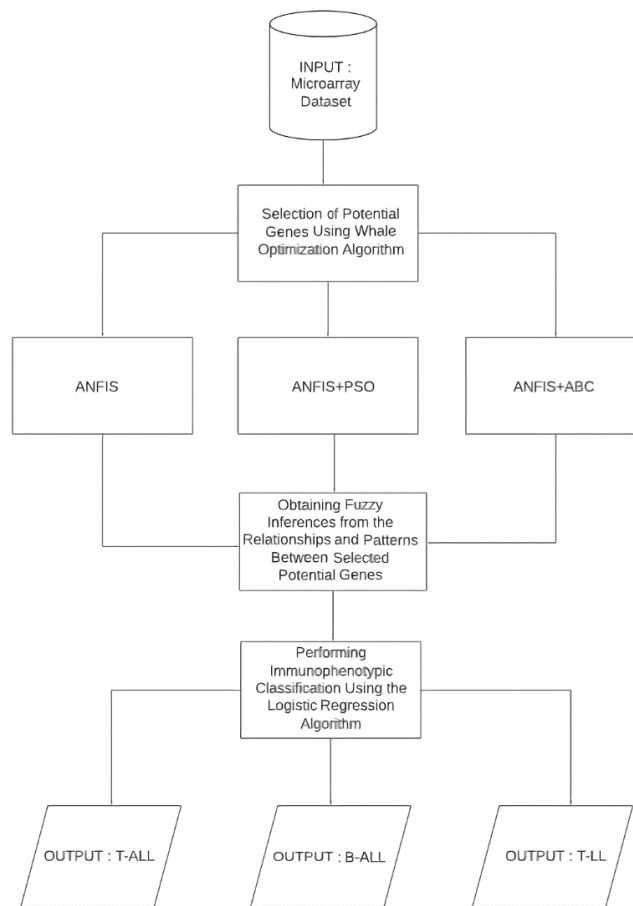 INPUT :
Microarray
Dataset
Selection of Potential
Genes Using Whale
Optimization Algorithm
ANFIS
ANFIS+PSO
ANFIS+ABC
Obtaining Fuzzy
Inferences from the
Relationships and Patterns
Between Selected
Potential Genes
Performing
Immunophenotypic
Classification Using the
Logistic Regression
Algorithm
OUTPUT : T-ALL
OUTPUT : B-ALL
OUTPUT : T-LL